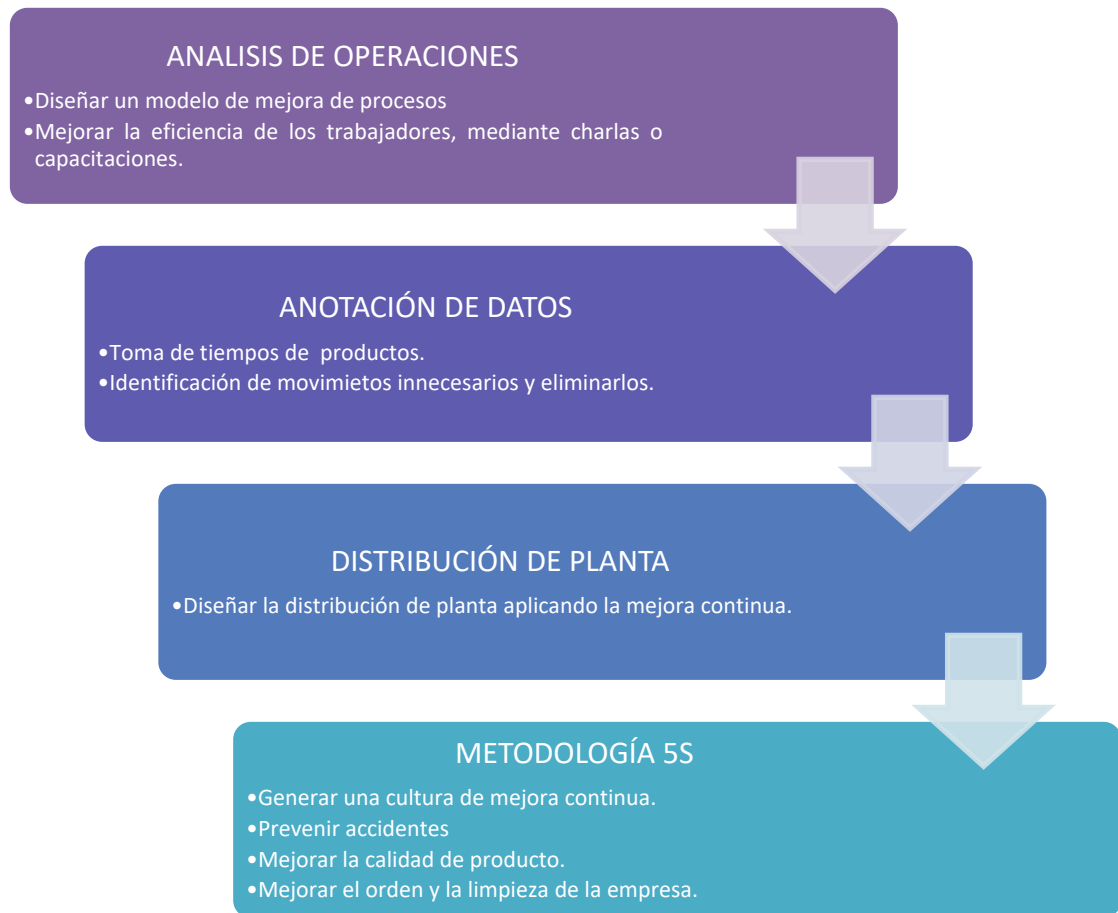 ANALISIS DE OPERACIONES
•Diseñar un modelo de mejora de procesos
•Mejorar la eficiencia de los trabajadores, mediante charlas o
capacitaciones.
ANOTACIÓN DE DATOS
•Toma de tiempos de productos.
•Identificación de movimietos innecesarios y eliminarlos.
DISTRIBUCIÓN DE PLANTA
•Diseñar la distribución de planta aplicando la mejora continua.
METODOLOGÍA 5S
•Generar una cultura de mejora continua.
•Prevenir accidentes
•Mejorar la calidad de producto.
•Mejorar el orden y la limpieza de la empresa.